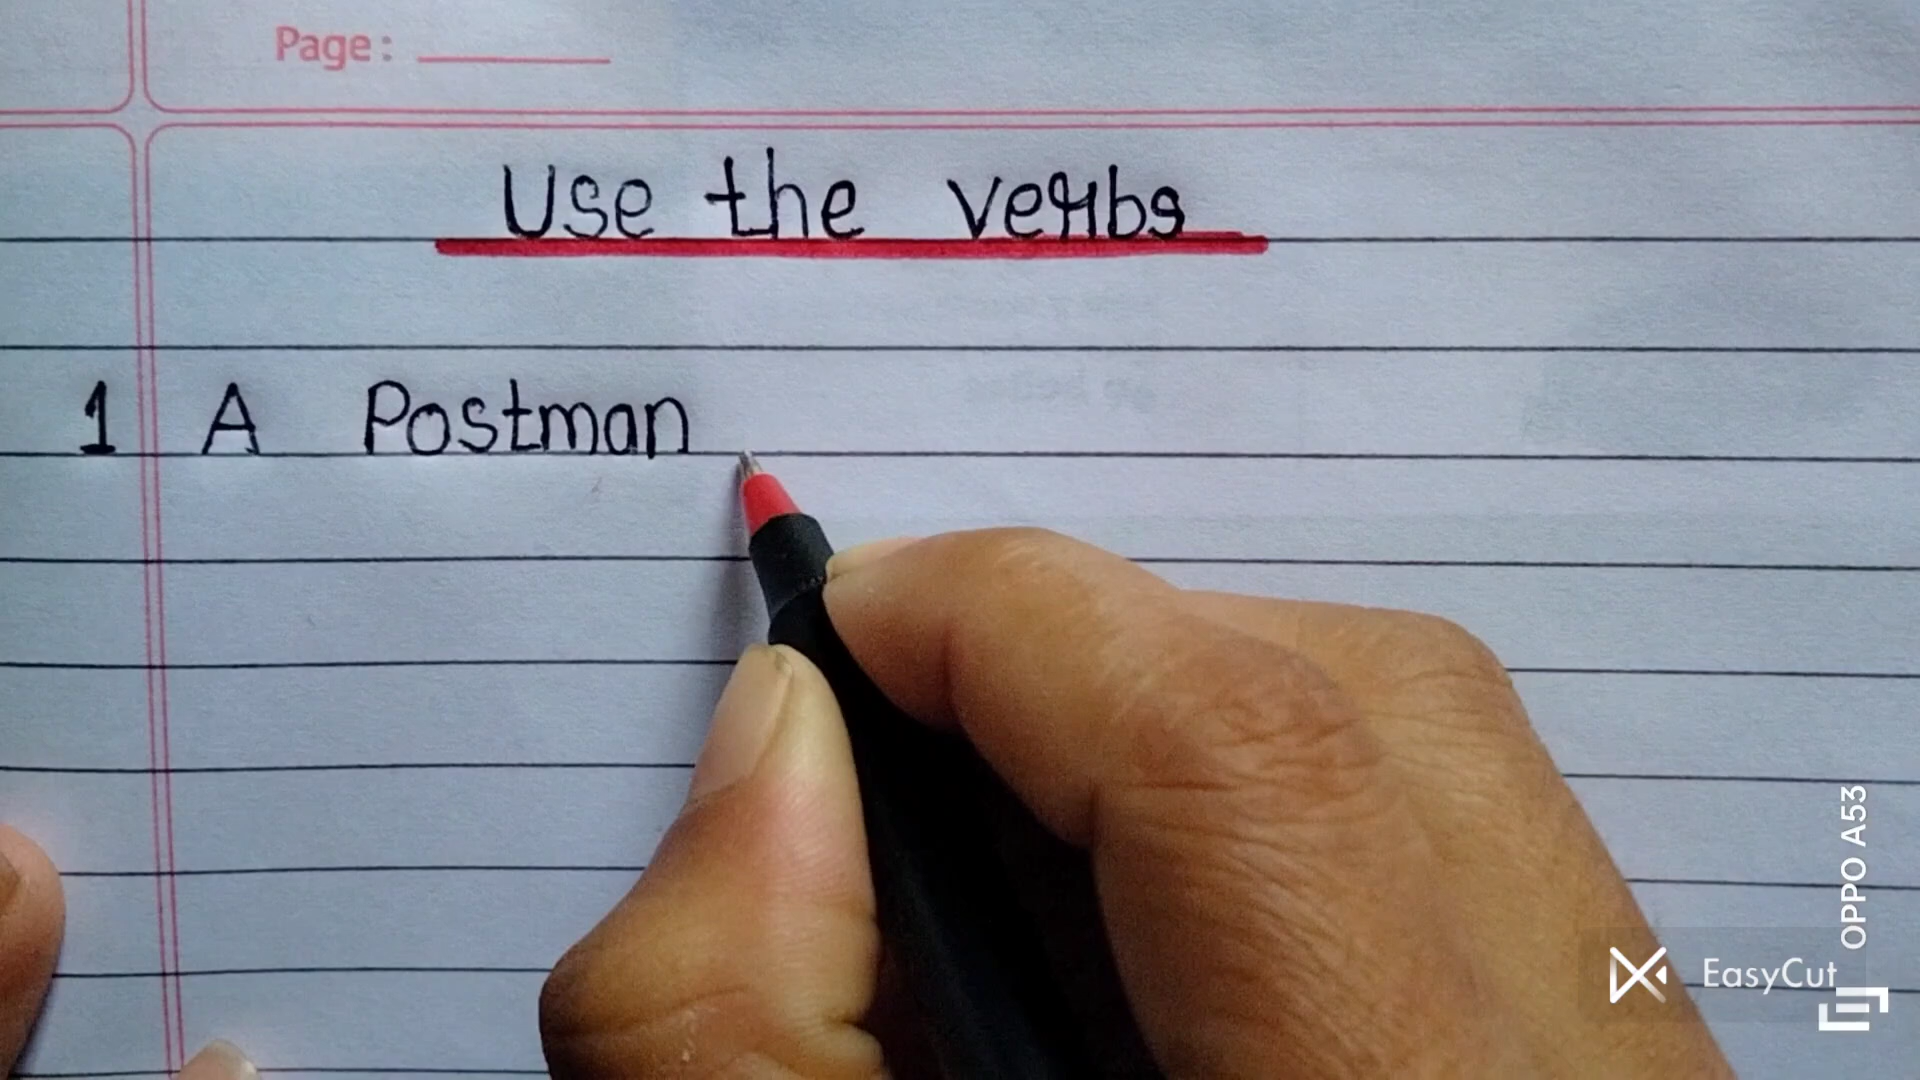 Page:
Use the verbs
1 A Postman
OPPO A53
EasyCut